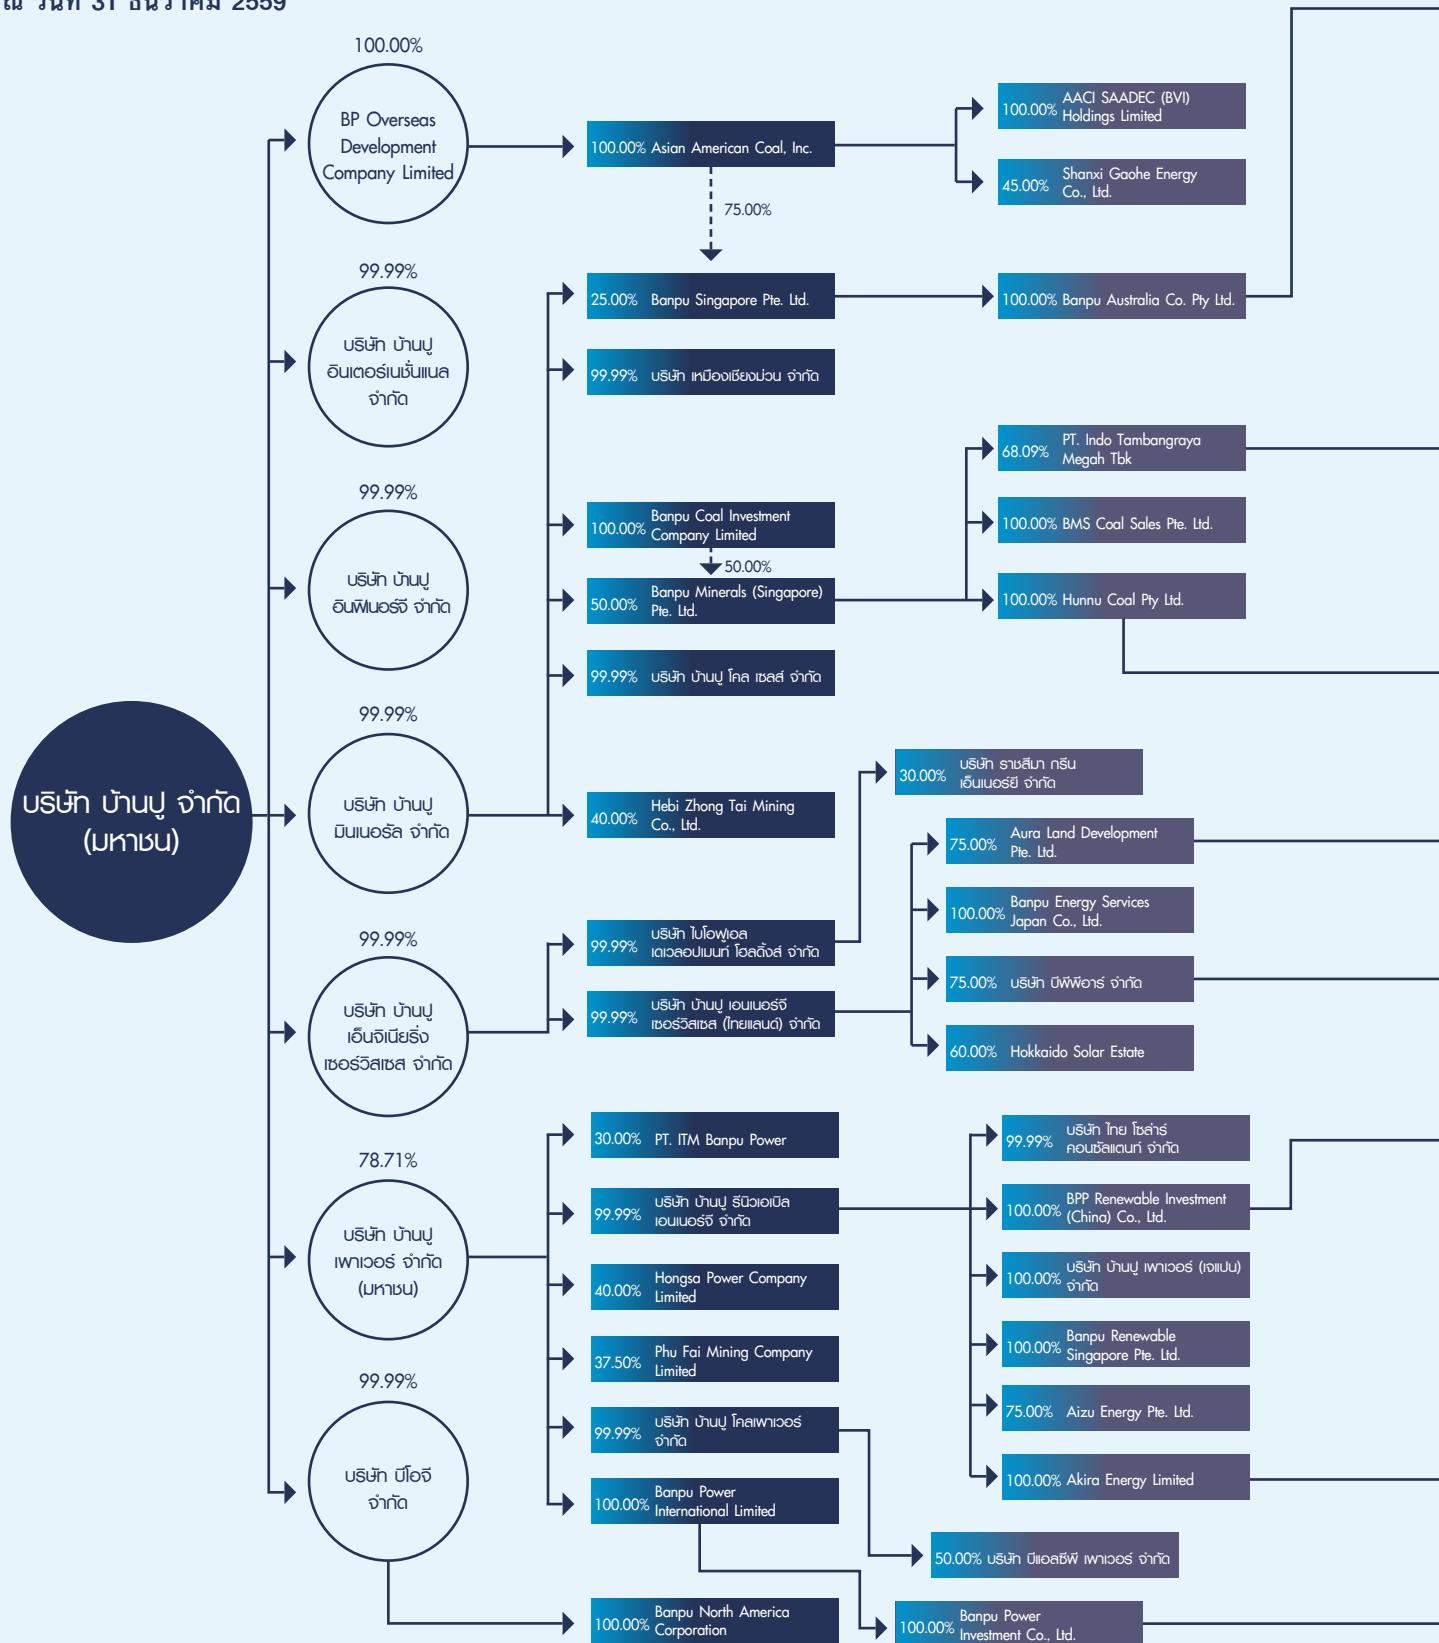 ณ วันที่ 31 ธันวาคม 2559
บริษัท บ้านปู จำกัด
(มหาชน)
100.00%
BP Overseas
Development
Company Limited
99.99%
บริษัท บ้านปู
อินเตอร์เนชั่นแนล
จำกัด
99.99%
บริษัท บ้านปู
อินฟิเนอร์จี จำกัด
99.99%
บริษัท บ้านปู
มินเนอรัล จำกัด
99.99%
บริษัท บ้านปู
เอ็นจิเนียริ่ง
เซอร์วิสเซส จำกัด
78.71%
บริษัท บ้านปู
เพาเวอร์ จำกัด
(มหาชน)
99.99%
บริษัท บีโอจี
จำกัด
100.00% Asian American Coal, Inc.
75.00%
25.00% Banpu Singapore Pte. Ltd.
99.99% บริษัท เหมืองเชียงม่วน จำกัด
100.00% Banpu Coal Investment
Company Limited
50.00%
50.00% Banpu Minerals (Singapore)
Pte. Ltd.
99.99% บริษัท บ้านปู โคล เซลส์ จำกัด
40.00% Hebi Zhong Tai Mining
Co., Ltd.
99.99% บริษัท ไบโอฟูเอล
เดเวลอปเมนท์ โฮลดิ้งส์ จำกัด
99.99% บริษัท บ้านปู เอนเนอร์จี
เซอร์วิสเซส (ไทยแลนด์) จำกัด
30.00% PT. ITM Banpu Power
99.99% บริษัท บ้านปู รีนิวเอเบิล
เอนเนอร์จี จำกัด
40.00% Hongsa Power Company
Limited
37.50% Phu Fai Mining Company
Limited
99.99% บริษัท บ้านปู โคลเพาเวอร์
จำกัด
100.00% Banpu Power
International Limited
100.00% Banpu North America
Corporation
100.00% AACI SAADEC (BVI)
Holdings Limited
45.00% Shanxi Gaohe Energy
Co., Ltd.
100.00% Banpu Australia Co. Pty Ltd.
68.09% PT. Indo Tambangraya
Megah Tbk
100.00% BMS Coal Sales Pte. Ltd.
100.00% Hunnu Coal Pty Ltd.
30.00% บริษัท ราชสีมา กรีน
เอ็นเนอร์ยี จำกัด
75.00% Aura Land Development
Pte. Ltd.
100.00% Banpu Energy Services
Japan Co., Ltd.
75.00% บริษัท บีพีพีอาร์ จำกัด
60.00% Hokkaido Solar Estate
99.99% บริษัท ไทย โซล่าร์
คอนซัลแตนท์ จำกัด
100.00% BPP Renewable Investment
(China) Co., Ltd.
100.00% บริษัท บ้านปู เพาเวอร์ (เจแปน)
จำกัด
100.00% Banpu Renewable
Singapore Pte. Ltd.
75.00% Aizu Energy Pte. Ltd.
100.00% Akira Energy Limited
50.00% บริษัท บีแอลซีพี เพาเวอร์ จำกัด
100.00% Banpu Power
Investment Co., Ltd.